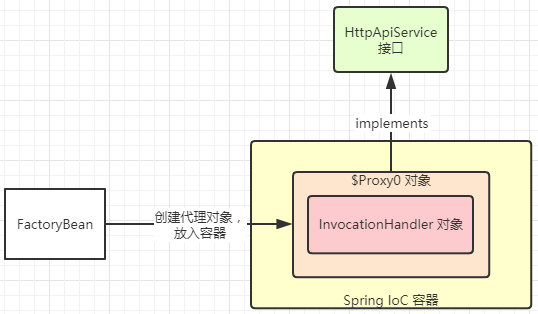 HttpApiService
接口
implements
$Proxy0 对象
InvocationHandler 对象
FactoryBean
创建代理对象，
放入容器
Spring IoC 容器